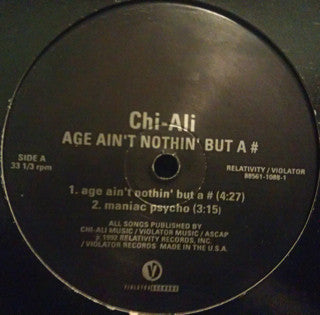 Chi-Ali
AGE AIN'T NOTHIN' BUT A #
SIDE A
33 1/3 rpm
RELATIVITY / VIOLATOR
88561-1088-1
1. age ain't nothin' but a # (4:27)
2. maniac psycho (3:15)
ALL SONGS PUBLISHED BY
CHI-ALI MUSIC / VIOLATOR MUSIC / ASCAP
℗ 1992 RELATIVITY RECORDS, INC.
/ VIOLATOR RECORDS MADE IN THE U.S.A.
V
VIOLATOR RECORDS